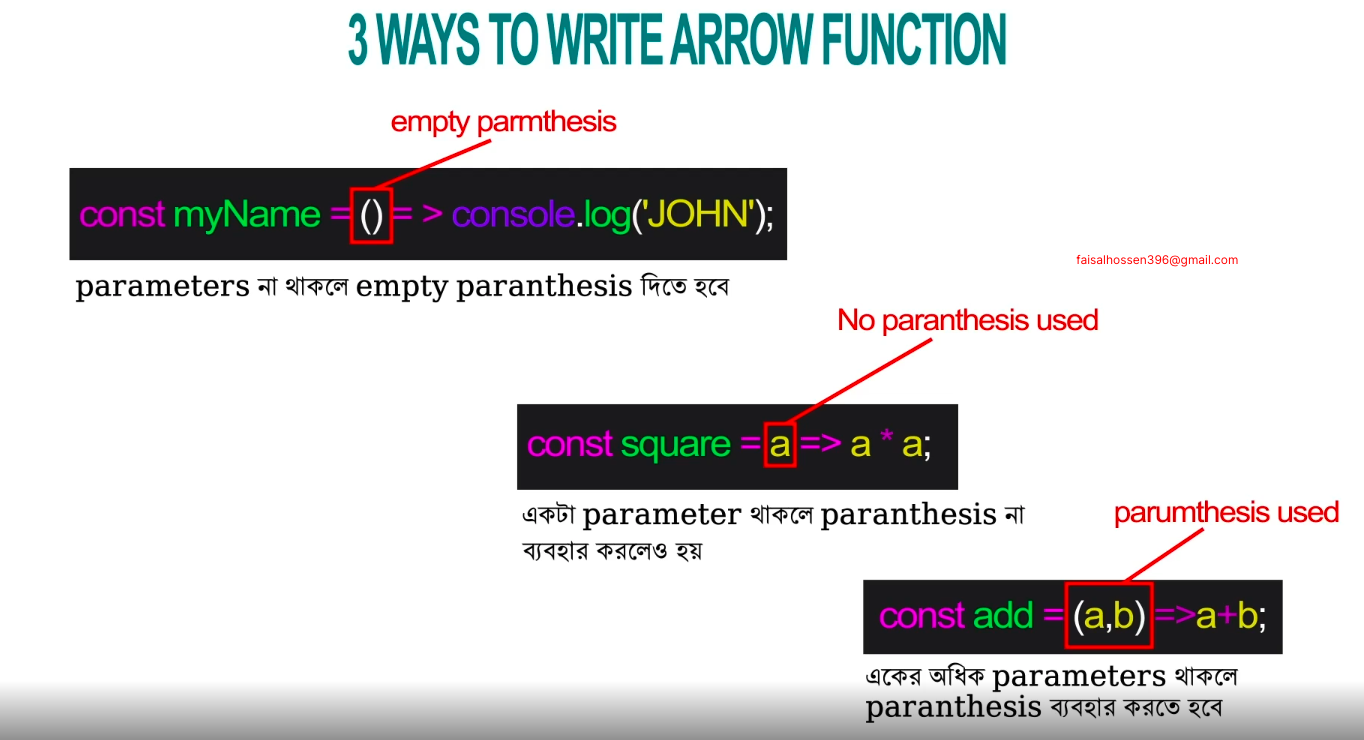 3 WAYS TO WRITE ARROW FUNCTION
empty parmthesis
const myName = () = > console.log('JOHN');
parameters না থাকলে empty paranthesis দিতে হবে
faisalhossen396@gmail.com
No paranthesis used
const square = a => a * a;
একটা parameter থাকলে paranthesis না
ব্যবহার করলেও হয়
parumthesis used
const add = (a,b) =>a+b;
একের অধিক parameters থাকলে
paranthesis ব্যবহার করতে হবে